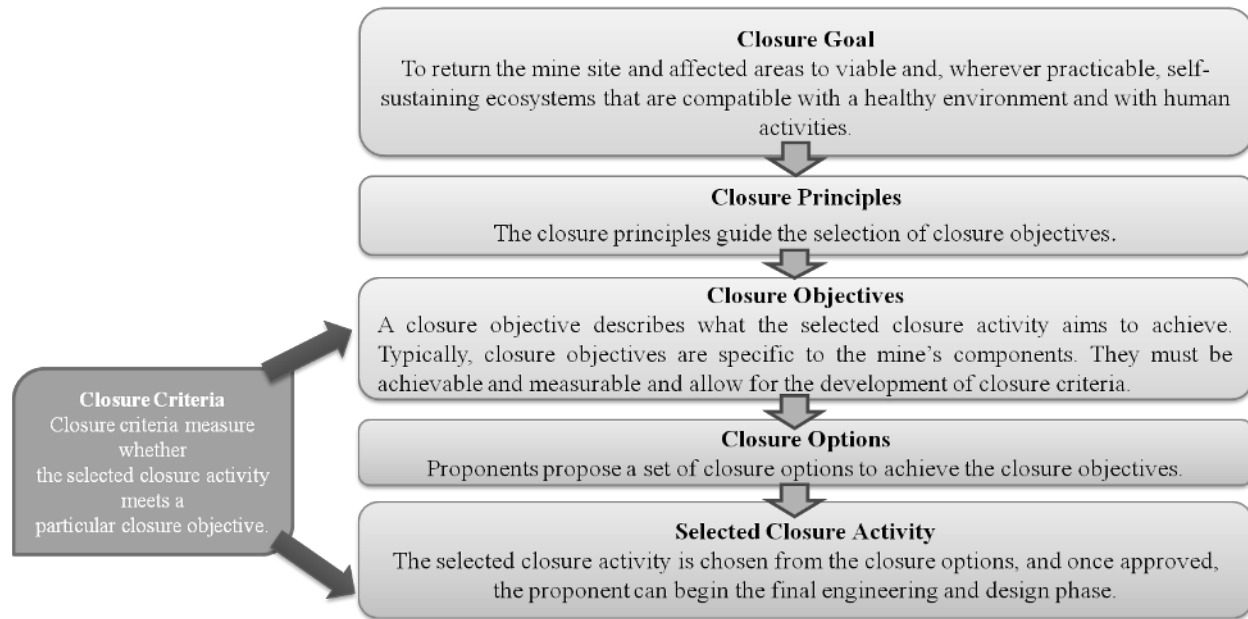 Closure Goal
To return the mine site and affected areas to viable and, wherever practicable, self-
sustaining ecosystems that are compatible with a healthy environment and with human
activities.
Closure Principles
The closure principles guide the selection of closure objectives.
Closure Objectives
A closure objective describes what the selected closure activity aims to achieve.
Typically, closure objectives are specific to the mine's components. They must be
achievable and measurable and allow for the development of closure criteria.
Closure Criteria
Closure criteria measure
whether
the selected closure activity
meets a
particular closure objective.
Closure Options
Proponents propose a set of closure options to achieve the closure objectives.
Selected Closure Activity
The selected closure activity is chosen from the closure options, and once approved,
the proponent can begin the final engineering and design phase.